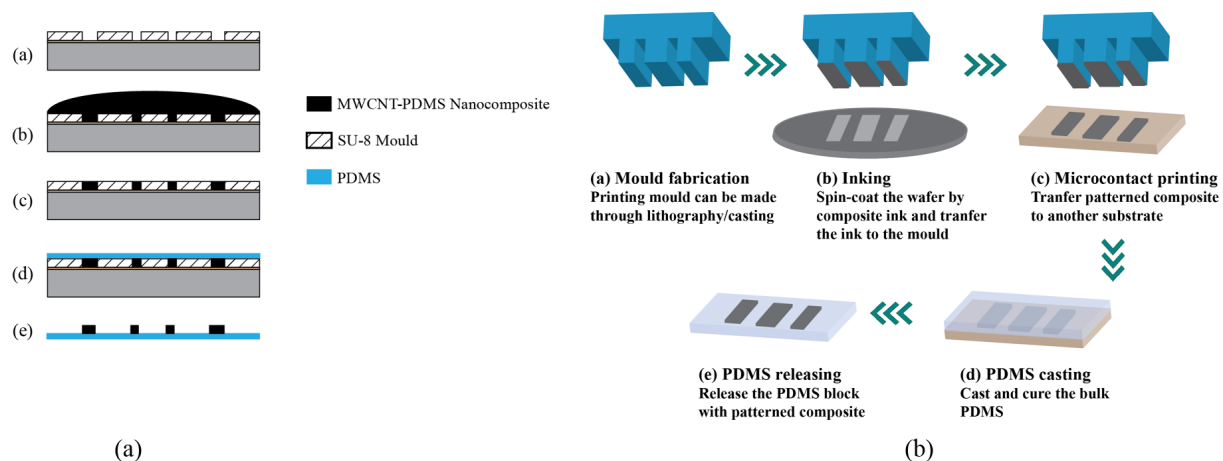 (a)
(b)
(c)
(d)
(e)
MWCNT-PDMS Nanocomposite
SU-8 Mould
PDMS
(a)
(a) Mould fabrication
Printing mould can be made
through lithography/casting
(b) Inking
Spin-coat the wafer by
composite ink and tranfer
the ink to the mould
(c) Microcontact printing
Tranfer patterned composite
to another substrate
(e) PDMS releasing
Release the PDMS block
with patterned composite
(d) PDMS casting
Cast and cure the bulk
PDMS
(b)